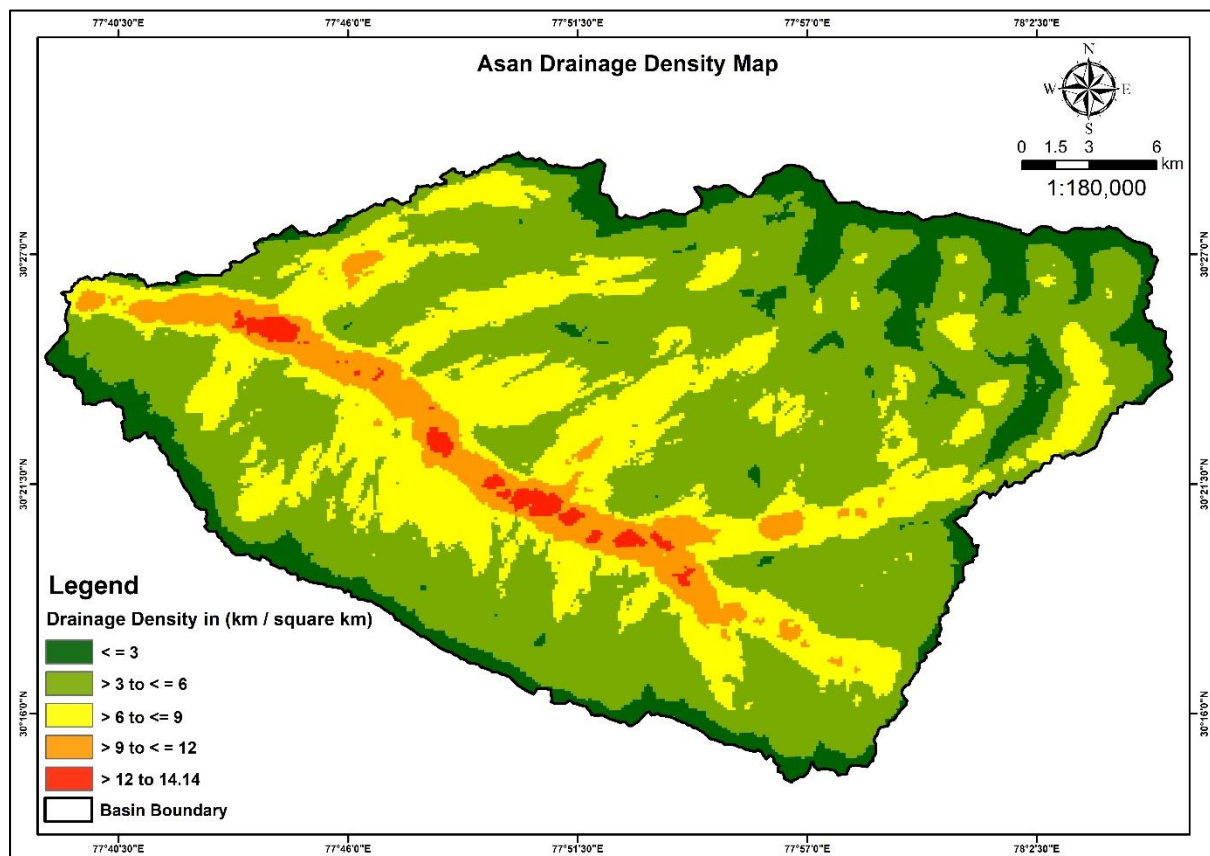 77°40'30"E 77°46'0"E 77°51'30"E 77°57'0"E 78°2'30"E
Asan Drainage Density Map
N
W E
S
0 1.5 3 6
km
1:180,000
30°27'0"N 30°27'0"N
30°21'30"N 30°21'30"N
30°16'0"N 30°16'0"N
Legend
Drainage Density in (km / square km)
< = 3
> 3 to < = 6
> 6 to <= 9
> 9 to < = 12
> 12 to 14.14
Basin Boundary
77°40'30"E 77°46'0"E 77°51'30"E 77°57'0"E 78°2'30"E